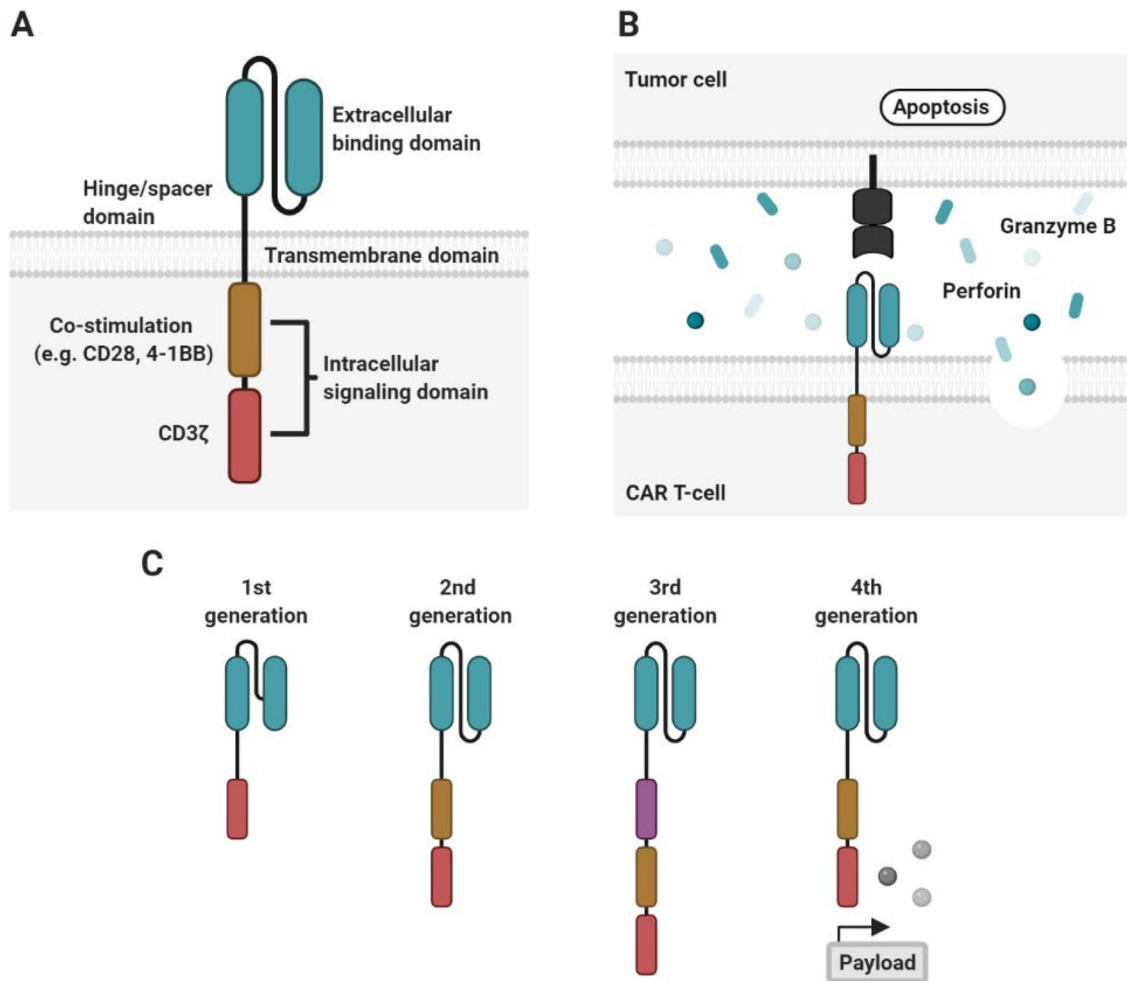 A
Extracellular
binding domain
Hinge/spacer
domain
Transmembrane domain
Co-stimulation
(e.g. CD28, 4-1BB)
Intracellular
signaling domain
CD3ζ
B
Tumor cell
Apoptosis
Granzyme B
Perforin
CAR T-cell
C
1st
generation
2nd
generation
3rd
generation
4th
generation
Payload